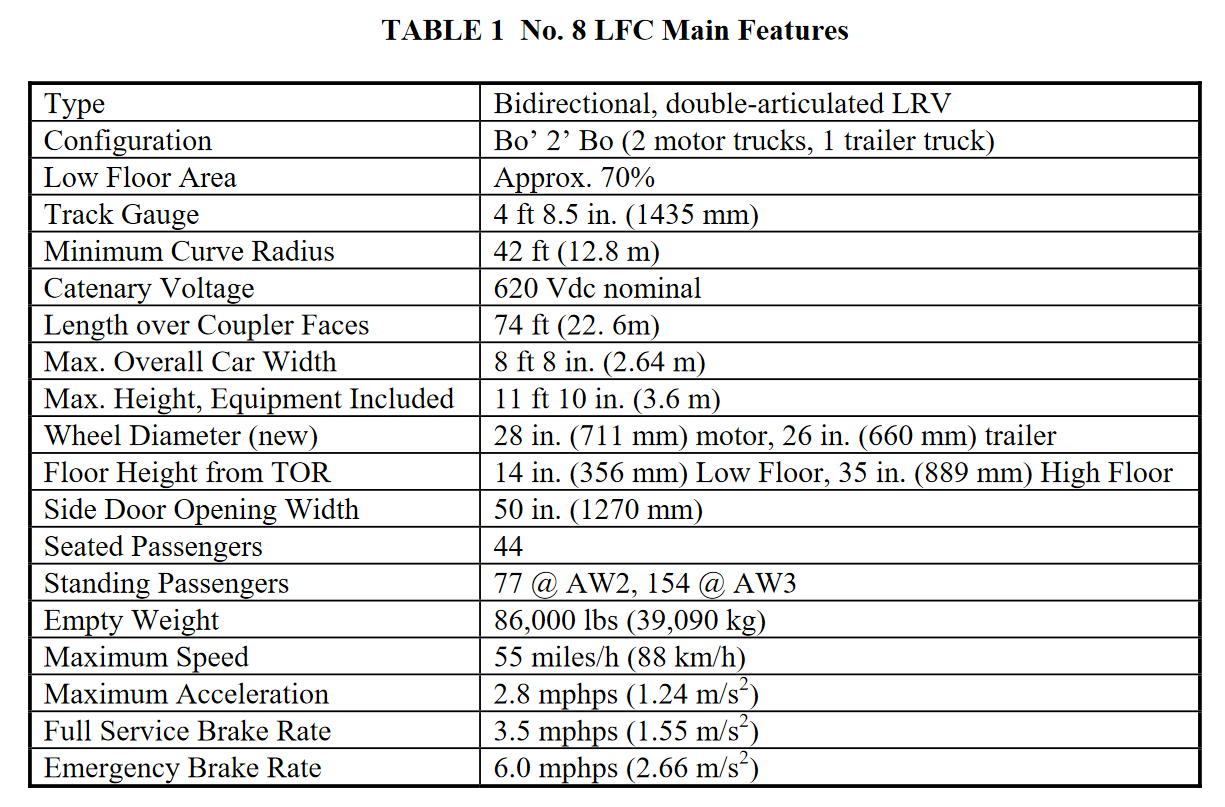 TABLE 1 No. 8 LFC Main Features
Type Bidirectional, double-articulated LRV
Configuration Bo’ 2’ Bo (2 motor trucks, 1 trailer truck)
Low Floor Area Approx. 70%
Track Gauge 4 ft 8.5 in. (1435 mm)
Minimum Curve Radius 42 ft (12.8 m)
Catenary Voltage 620 Vdc nominal
Length over Coupler Faces 74 ft (22. 6m)
Max. Overall Car Width 8 ft 8 in. (2.64 m)
Max. Height, Equipment Included 11 ft 10 in. (3.6 m)
Wheel Diameter (new) 28 in. (711 mm) motor, 26 in. (660 mm) trailer
Floor Height from TOR 14 in. (356 mm) Low Floor, 35 in. (889 mm) High Floor
Side Door Opening Width 50 in. (1270 mm)
Seated Passengers 44
Standing Passengers 77 @ AW2, 154 @ AW3
Empty Weight 86,000 lbs (39,090 kg)
Maximum Speed 55 miles/h (88 km/h)
Maximum Acceleration 2.8 mphps (1.24 m/s²)
Full Service Brake Rate 3.5 mphps (1.55 m/s²)
Emergency Brake Rate 6.0 mphps (2.66 m/s²)